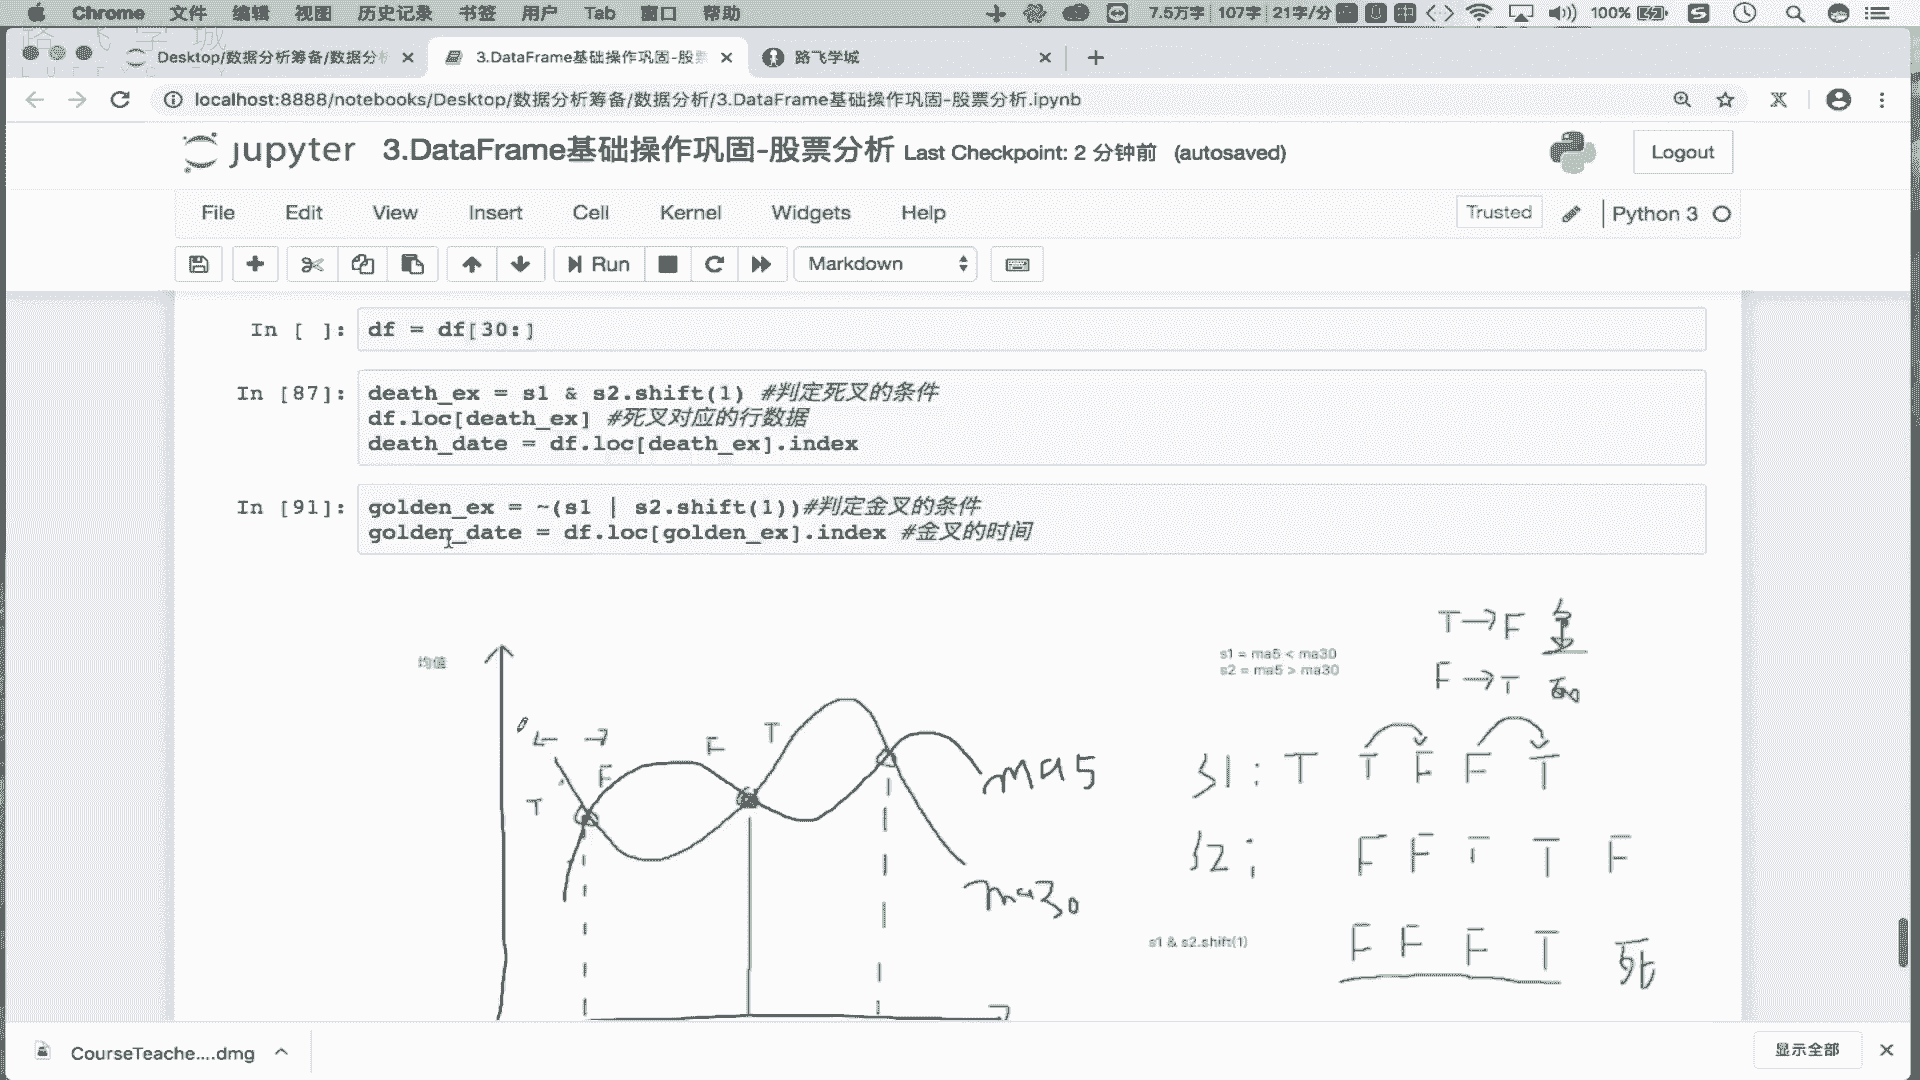 Chrome 文件 编辑 视图 历史记录 书签 用户 Tab 窗口 帮助 7.5万字 107字 21字/分 100%
Desktop/数据分析筹备/数据分析
3.DataFrame基础操作巩固-股票
路飞学城
localhost:8888/notebooks/Desktop/数据分析筹备/数据分析/3.DataFrame基础操作巩固-股票分析.ipynb
jupyter 3.DataFrame基础操作巩固-股票分析 Last Checkpoint: 2 分钟前 (autosaved)
Logout
File Edit View Insert Cell Kernel Widgets Help
Trusted Python 3
Run Markdown
In [ ]: df = df[30:]
In [87]: death_ex = s1 & s2.shift(1) #判定死叉的条件
df.loc[death_ex] #死叉对应的行数据
death_date = df.loc[death_ex].index
In [91]: golden_ex = ~(s1 | s2.shift(1))#判定金叉的条件
golden_date = df.loc[golden_ex].index #金叉的时间
T→F 金
均值
s1 = ma5 < ma30
s2 = ma5 > ma30
F→T
T F F T
ma5
s1: T T F F T
s2: F F T T F
ma30
s1 & s2.shift(1)
F F F T 死
CourseTeache....dmg
显示全部